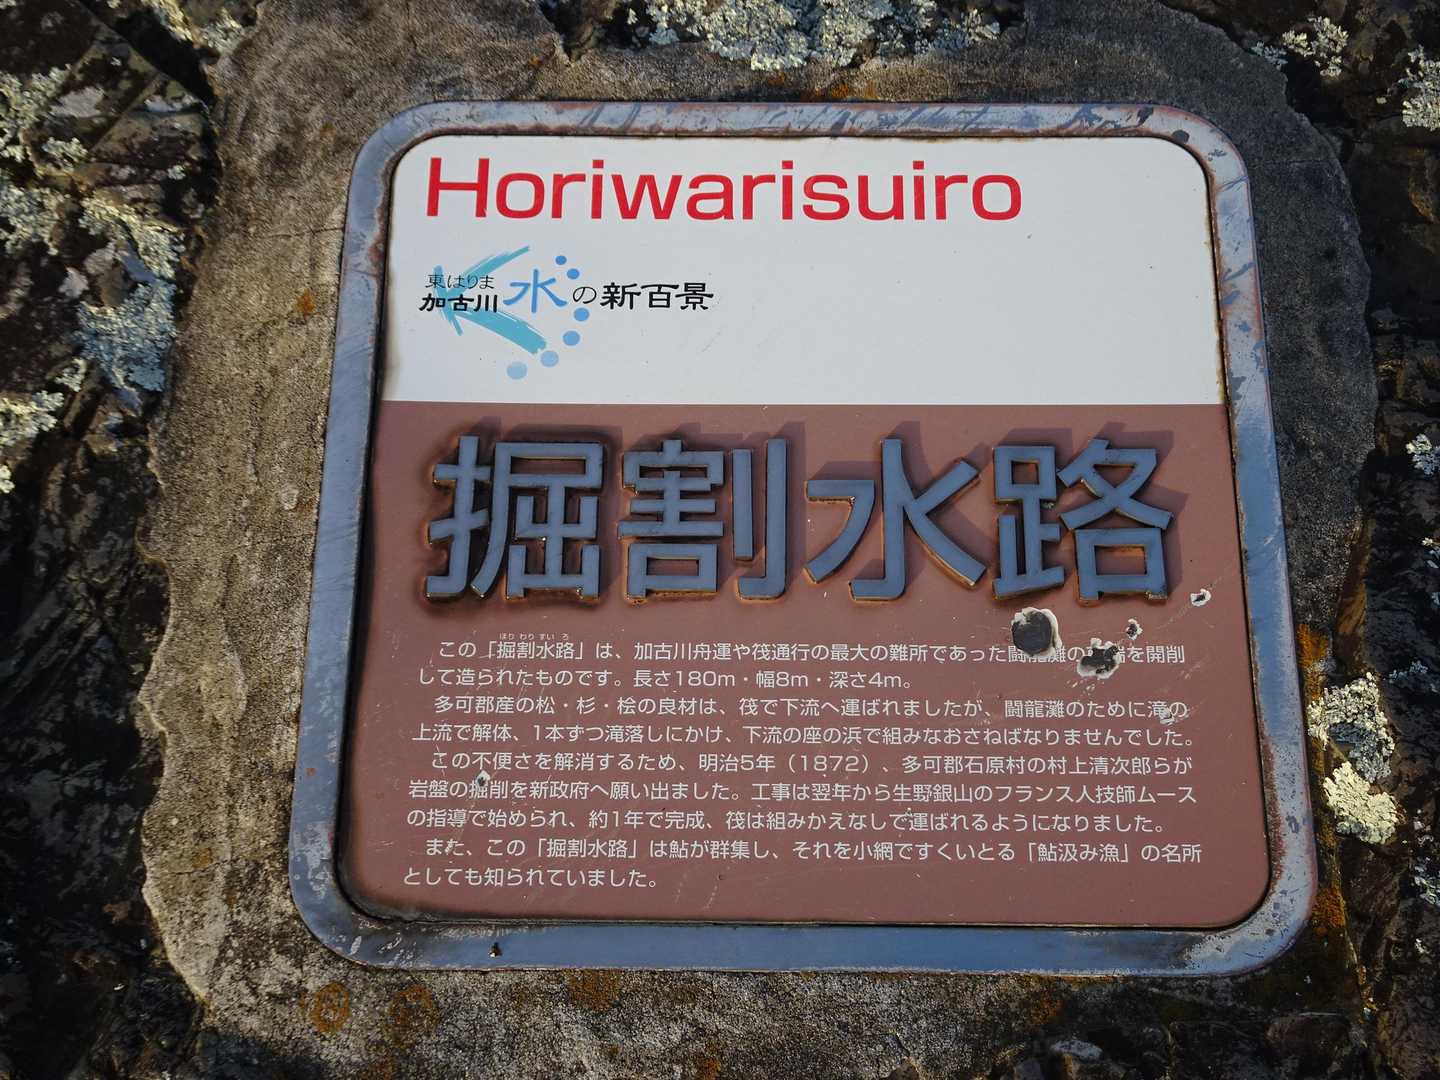 Horiwarisuiro
東はりま
加古川 水の新百景
掘割水路
ほり わり すい ろ
この「掘割水路」は、加古川舟運や筏通行の最大の難所であった闘龍灘の 端を開削
して造られたものです。長さ180m・幅8m・深さ4m。
多可郡産の松・杉・桧の良材は、筏で下流へ運ばれましたが、闘龍灘のために滝の
上流で解体、1本ずつ滝落しにかけ、下流の座の浜で組みなおさねばなりませんでした。
この不便さを解消するため、明治5年（1872）、多可郡石原村の村上清次郎らが
岩盤の掘削を新政府へ願い出ました。工事は翌年から生野銀山のフランス人技師ムース
の指導で始められ、約1年で完成、筏は組みかえなしで運ばれるようになりました。
また、この「掘割水路」は鮎が群集し、それを小網ですくいとる「鮎汲み漁」の名所
としても知られていました。